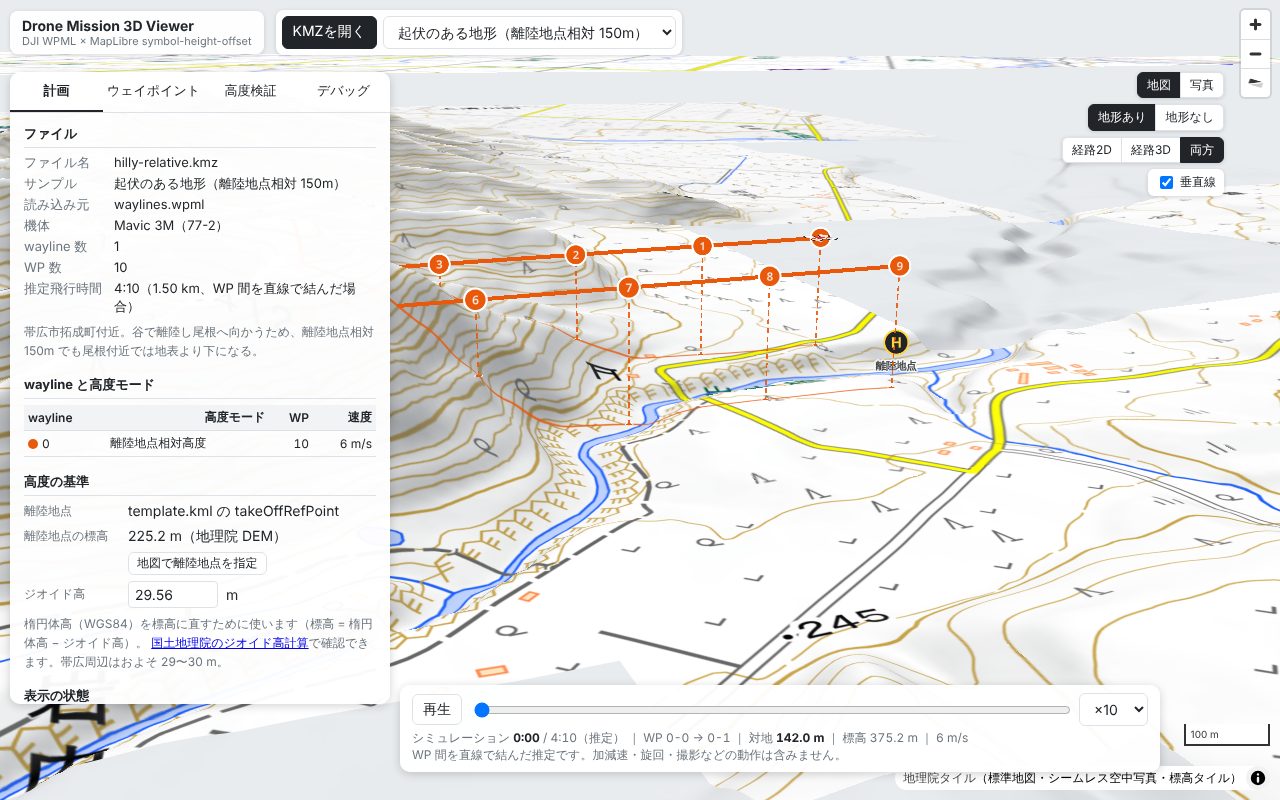 Drone Mission 3D Viewer
DJI WPML × MapLibre symbol-height-offset
KMZを開く
起伏のある地形（離陸地点相対 150m）
計画
ウェイポイント
高度検証
デバッグ
ファイル
ファイル名 hilly-relative.kmz
サンプル 起伏のある地形（離陸地点相対 150m）
読み込み元 waylines.wpml
機体 Mavic 3M（77-2）
wayline 数 1
WP 数 10
推定飛行時間 4:10（1.50 km、WP 間を直線で結んだ場
合）
帯広市拓成町付近。谷で離陸し尾根へ向かうため、離陸地点相対
150m でも尾根付近では地表より下になる。
wayline と高度モード
wayline 高度モード WP 速度
0 離陸地点相対高度 10 6 m/s
高度の基準
離陸地点 template.kml の takeOffRefPoint
離陸地点の標高 225.2 m（地理院 DEM）
地図で離陸地点を指定
ジオイド高 29.56 m
楕円体高（WGS84）を標高に直すために使います（標高 = 楕円
体高 − ジオイド高）。国土地理院のジオイド高計算で確認でき
ます。帯広周辺はおよそ 29〜30 m。
表示の状態
地図 写真
地形あり 地形なし
経路2D 経路3D 両方
垂直線
3
2
1
6
7
8
9
H
離陸地点
245
再生
×10
シミュレーション 0:00 / 4:10（推定） | WP 0-0 → 0-1 | 対地 142.0 m | 標高 375.2 m | 6 m/s
WP 間を直線で結んだ推定です。加減速・旋回・撮影などの動作は含みません。
100 m
地理院タイル（標準地図・シームレス空中写真・標高タイル）